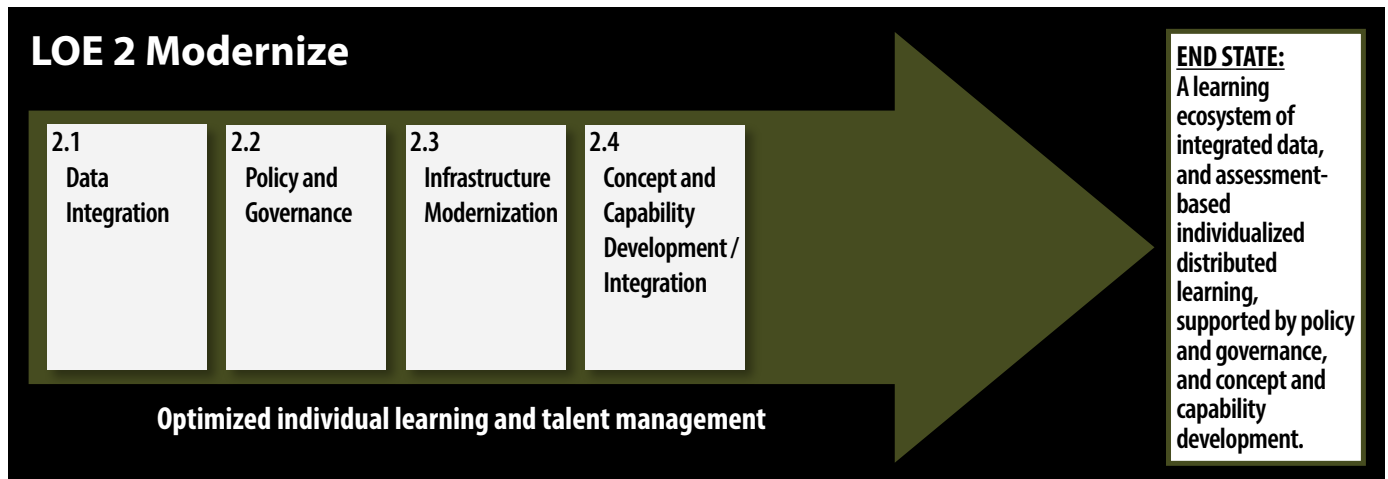 LOE 2 Modernize
2.1
Data
Integration
2.2
Policy and
Governance
2.3
Infrastructure
Modernization
2.4
Concept and
Capability
Development /
Integration
Optimized individual learning and talent management
END STATE:
A learning
ecosystem of
integrated data,
and assessment-
based
individualized
distributed
learning,
supported by policy
and governance,
and concept and
capability
development.